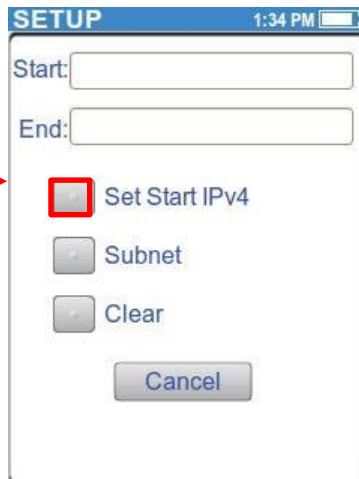 SETUP 1:34 PM
Start:
End:
Set Start IPv4
Subnet
Clear
Cancel